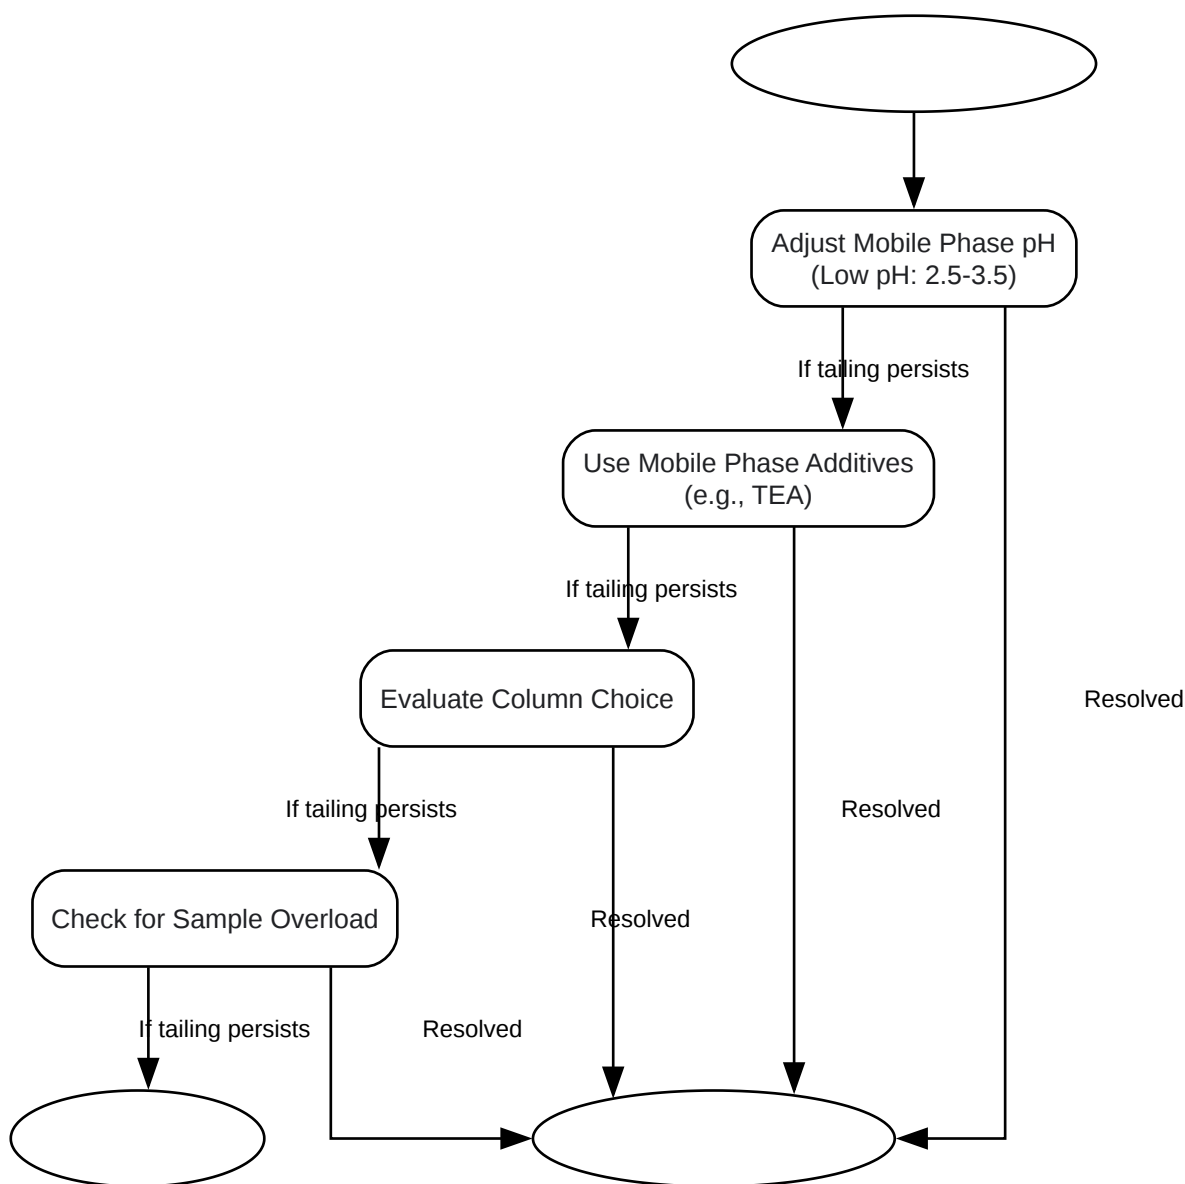 Adjust Mobile Phase pH
(Low pH: 2.5-3.5)
If tailing persists
Use Mobile Phase Additives
(e.g., TEA)
If tailing persists
Evaluate Column Choice
Resolved
If tailing persists
Resolved
Check for Sample Overload
Resolved
If tailing persists
Resolved